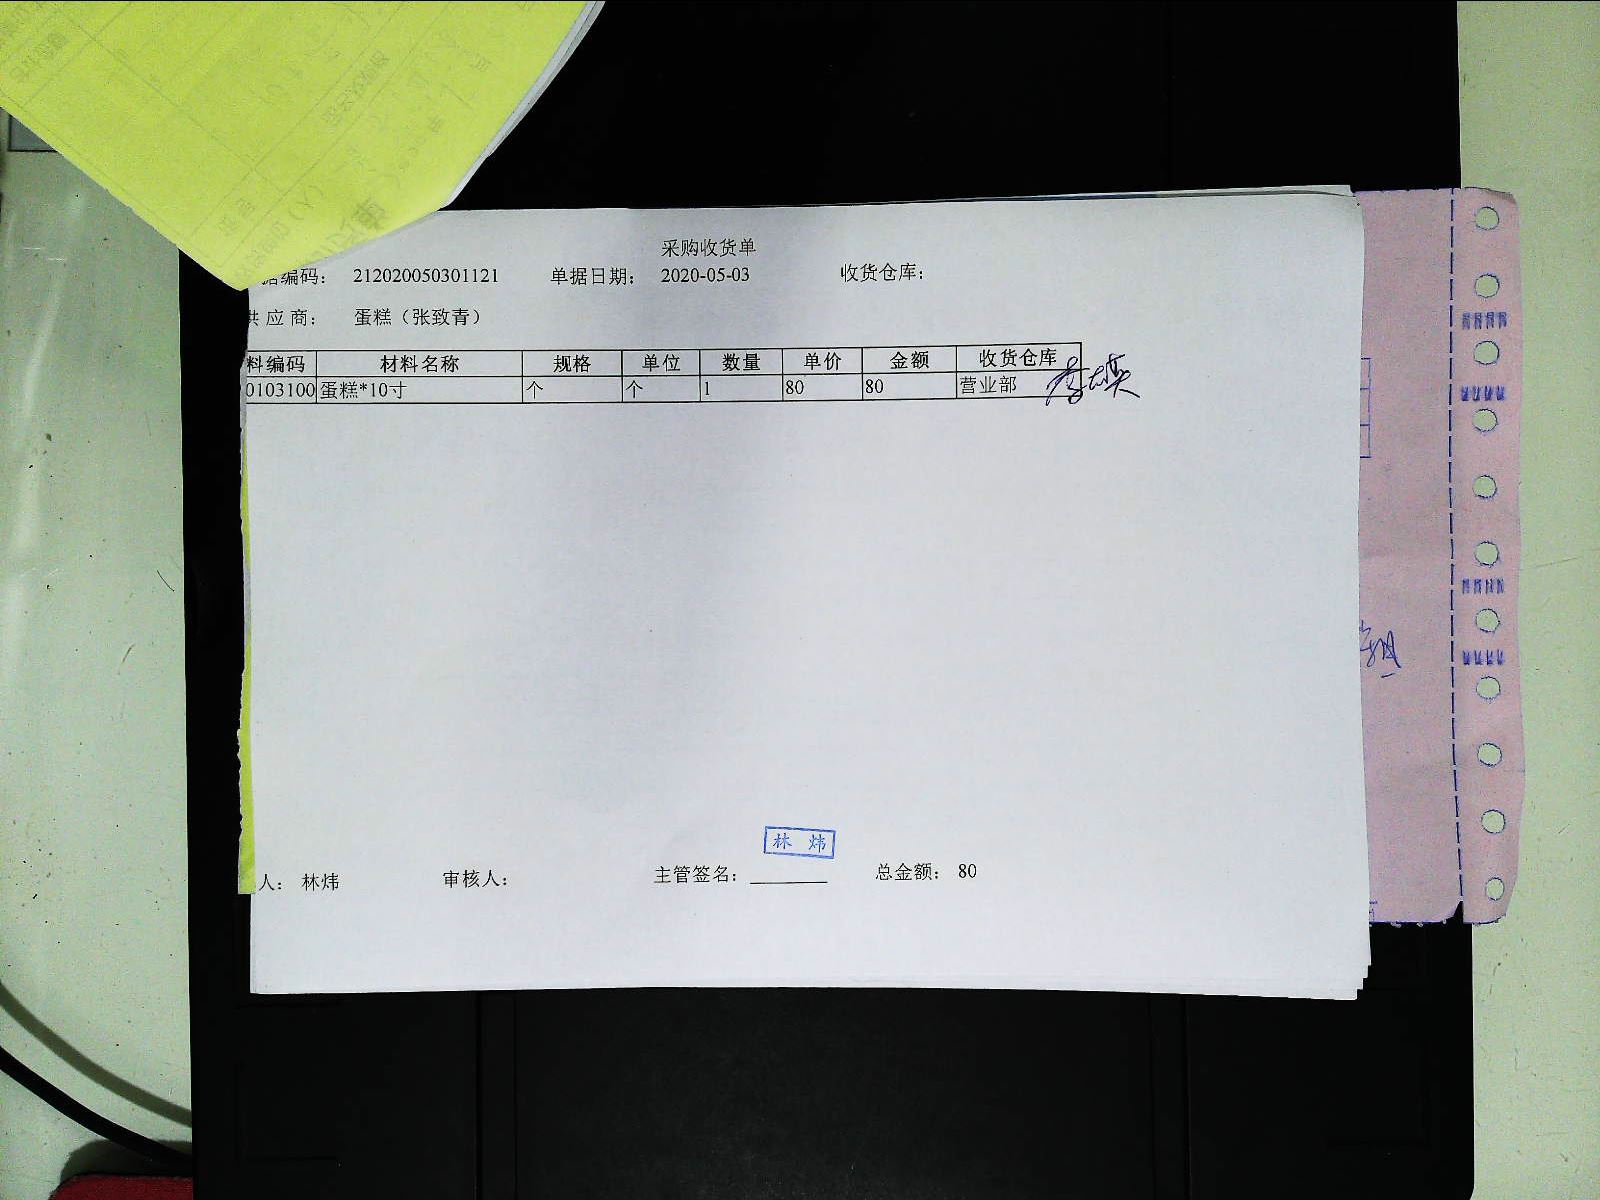 采购收货单
据编码： 212020050301121 单据日期： 2020-05-03 收货仓库：
供应商： 蛋糕（张致青）
料编码 材料名称 规格 单位 数量 单价 金额 收货仓库
0103100 蛋糕*10寸 个 个 1 80 80 营业部
林 炜
人： 林炜 审核人： 主管签名： 总金额： 80